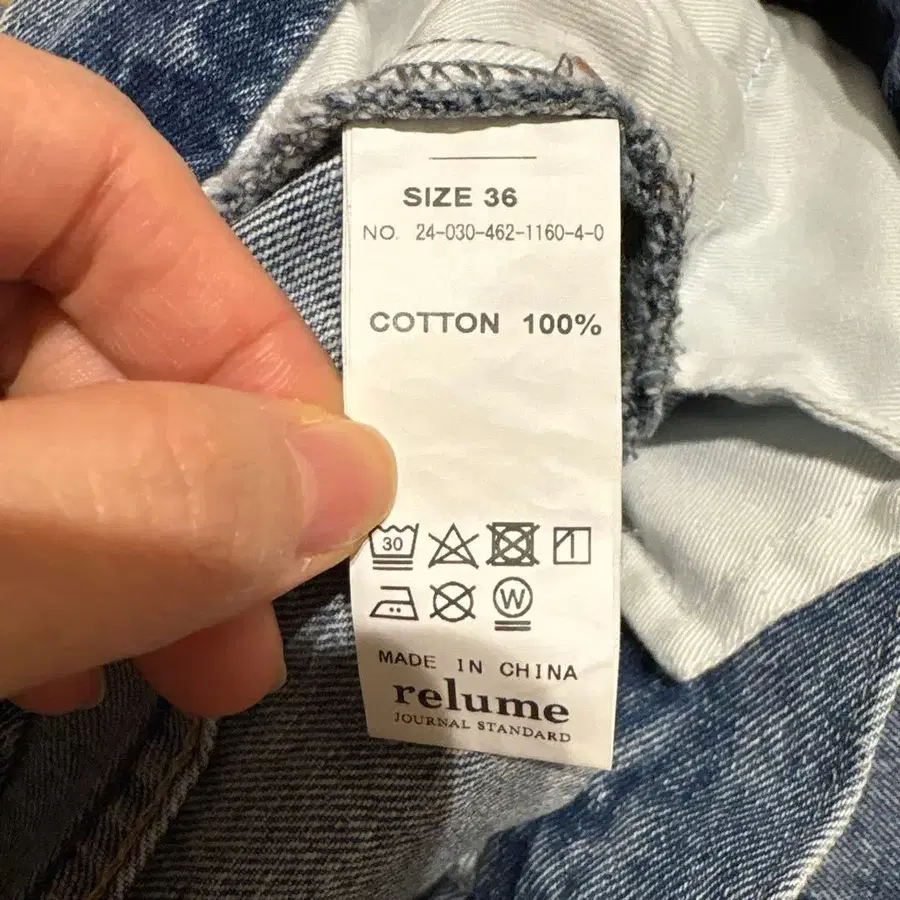 SIZE 36
NO. 24-030-462-1160-4-0
COTTON 100%
30
W
MADE IN CHINA
relume
JOURNAL STANDARD